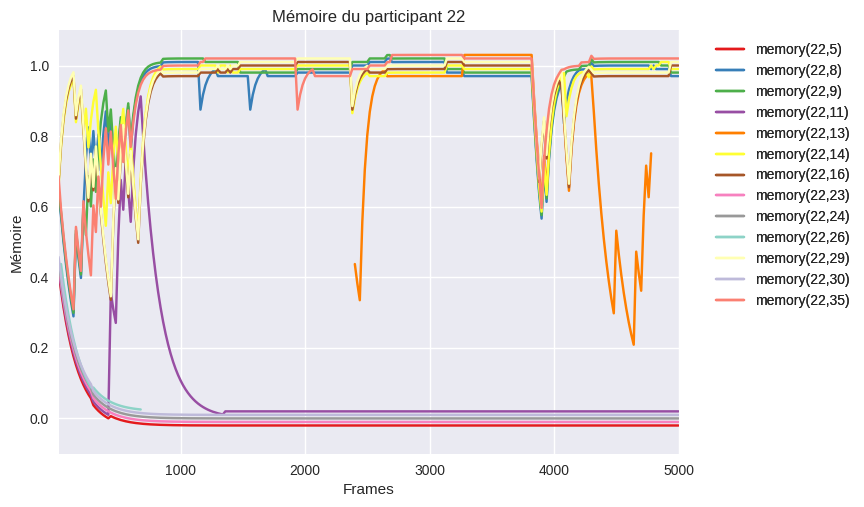 Mémoire du participant 22
Mémoire
1.0
0.8
0.6
0.4
0.2
0.0
1000
2000
3000
4000
5000
Frames
memory(22,5)
memory(22,8)
memory(22,9)
memory(22,11)
memory(22,13)
memory(22,14)
memory(22,16)
memory(22,23)
memory(22,24)
memory(22,26)
memory(22,29)
memory(22,30)
memory(22,35)